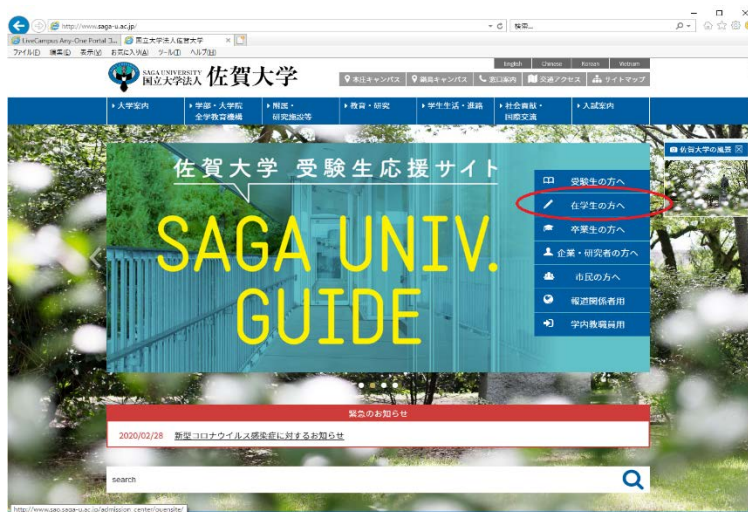 http://www.saga-u.ac.jp/
検索...
LiveCampus Any-One Portal
国立大学法人佐賀大学
ファイル(F) 編集(E) 表示(V) お気に入り(A) ツール(T) ヘルプ(H)
English Chinese Korean Vietnam
SAGA UNIVERSITY
国立大学法人 佐賀大学
本庄キャンパス 鍋島キャンパス 窓口案内 交通アクセス サイトマップ
大学案内 学部・大学院 附属・ 教育・研究 学生生活・進路 社会貢献・ 入試案内
全学教育機構 研究施設等 国際交流
佐賀大学の風景
佐賀大学 受験生応援サイト
SAGA UNIV.
GUIDE
受験生の方へ
在学生の方へ
卒業生の方へ
企業・研究者の方へ
市民の方へ
報道関係者用
学内教職員用
緊急のお知らせ
2020/02/28 新型コロナウイルス感染症に対するお知らせ
search
http://www.sao.saga-u.ac.jp/admission_center/ouensite/